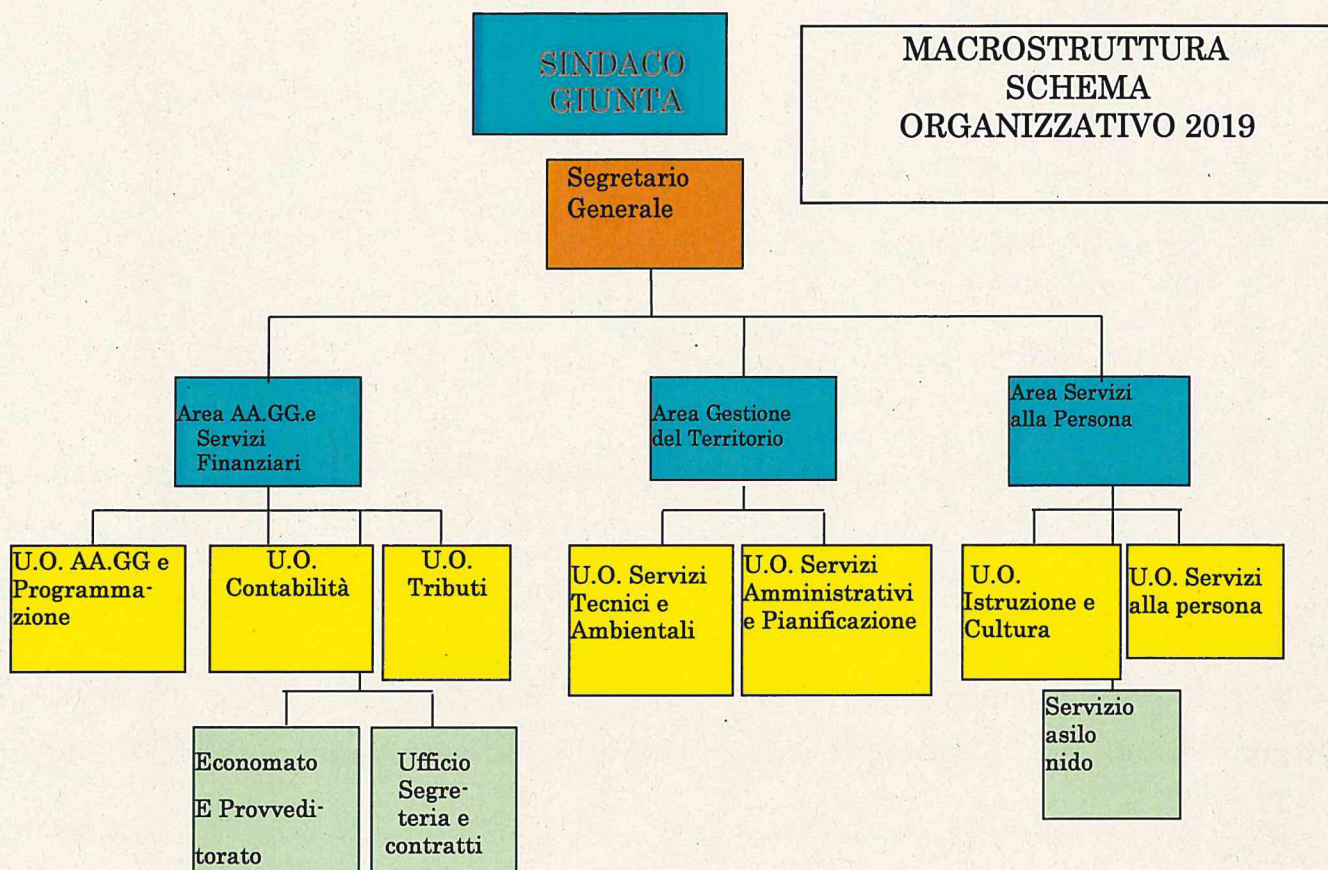 SINDACO
GIUNTA
MACROSTRUTTURA
SCHEMA
ORGANIZZATIVO 2019
Segretario
Generale
Area AA.GG.e
Servizi
Finanziari
Area Gestione
del Territorio
Area Servizi
alla Persona
U.O. AA.GG e
Programma-
zione
U.O.
Contabilità
U.O.
Tributi
U.O. Servizi
Tecnici e
Ambientali
U.O. Servizi
Amministrativi
e Pianificazione
U.O.
Istruzione e
Cultura
U.O. Servizi
alla persona
Economato
E Provvedi-
torato
Ufficio
Segre-
teria e
contratti
Servizio
asilo
nido